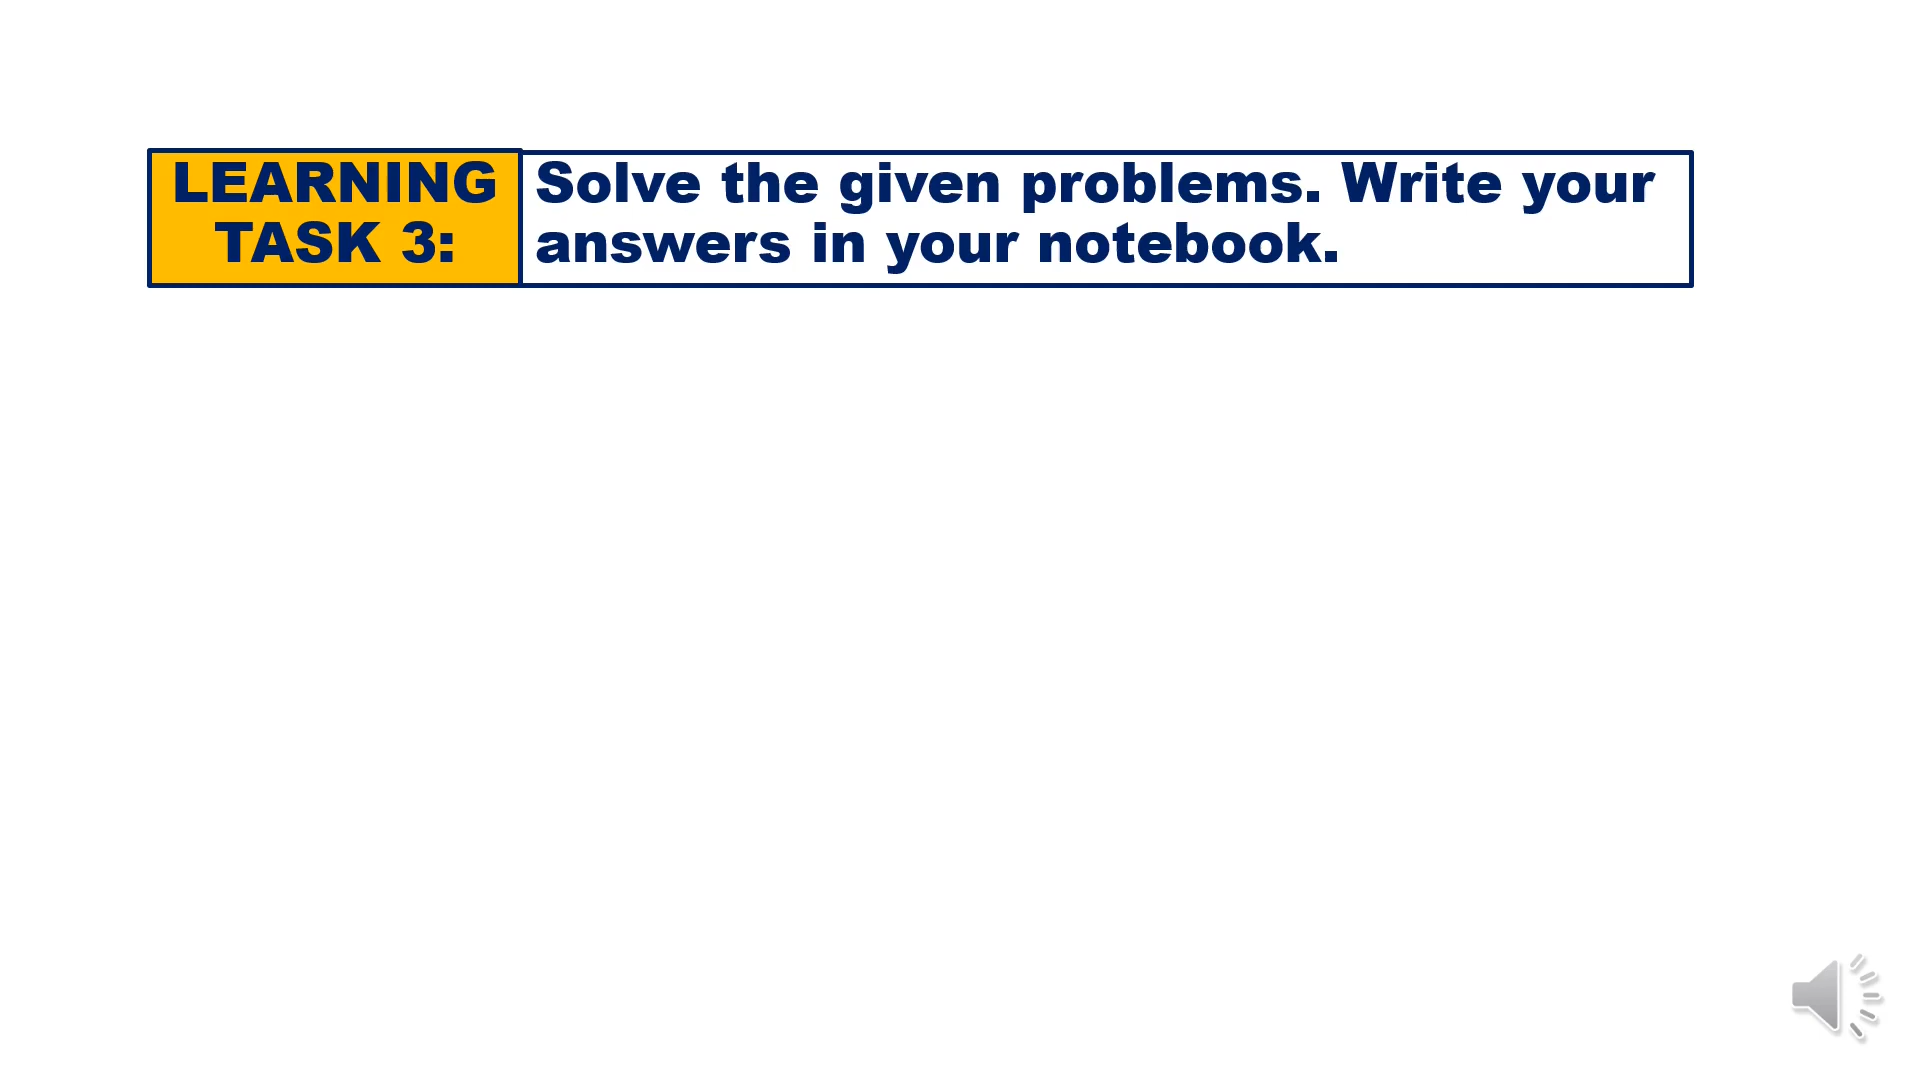 LEARNING
TASK 3:
Solve the given problems. Write your
answers in your notebook.